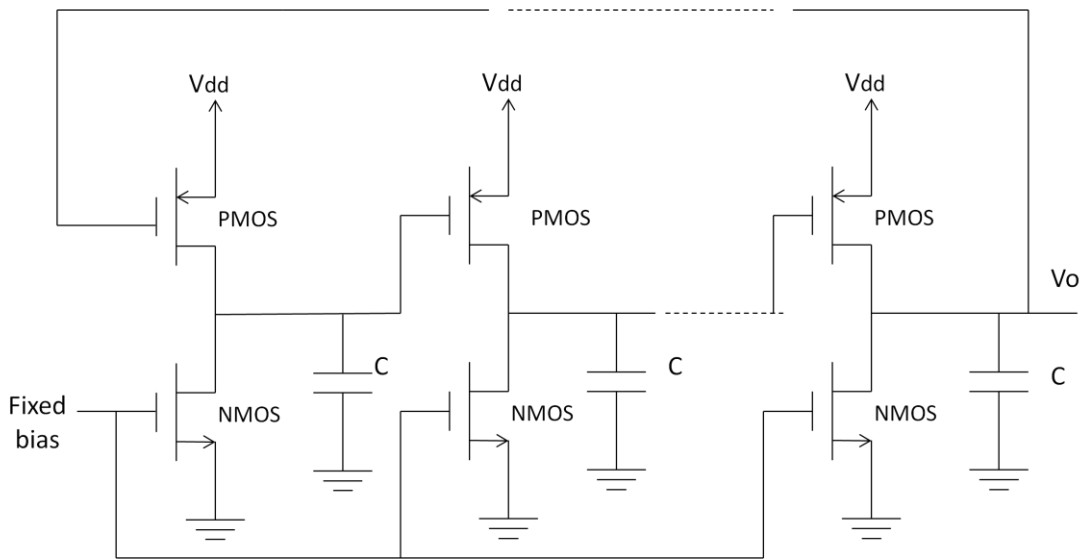 Vdd
Vdd
Vdd
PMOS
PMOS
PMOS
Vo
C
C
C
Fixed
bias
NMOS
NMOS
NMOS